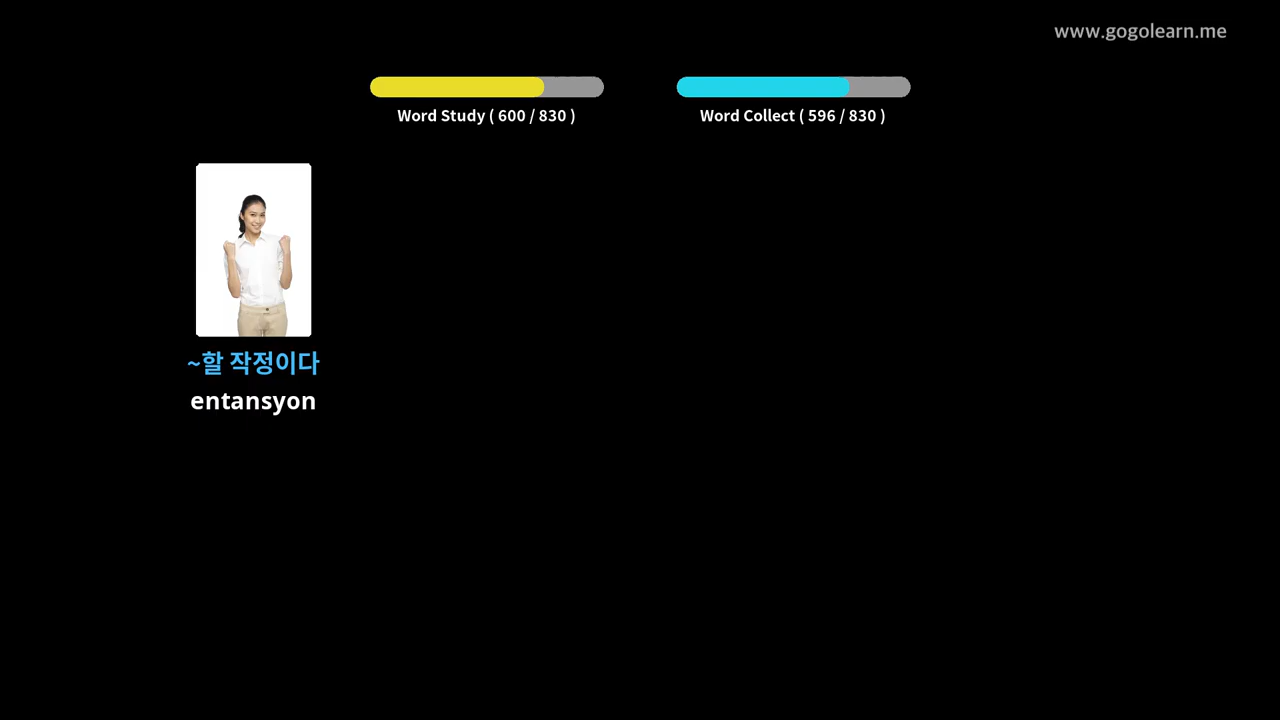 www.gogolearn.me
Word Study ( 600 / 830 )
Word Collect ( 596 / 830 )
~할 작정이다
entansyon